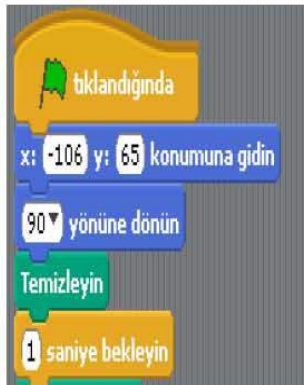 tıklandığında
x: -106 y: 65 konumuna gidin
90 yönüne dönün
Temizleyin
1 saniye bekleyin